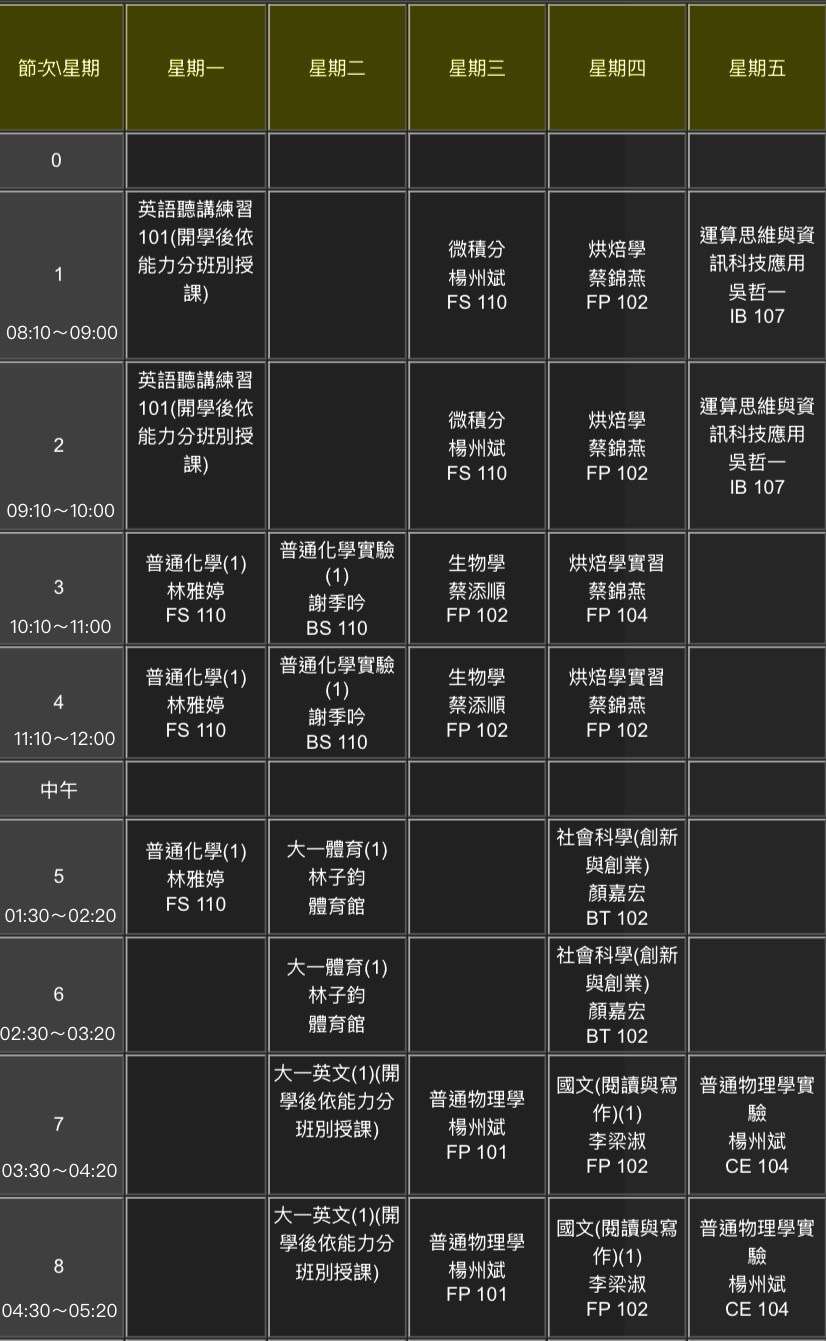 節次\星期 星期一 星期二 星期三 星期四 星期五
0
1
08:10～09:00
英語聽講練習
101(開學後依
能力分班別授
課)
微積分
楊州斌
FS 110
烘焙學
蔡錦燕
FP 102
運算思維與資
訊科技應用
吳哲一
IB 107
2
09:10～10:00
英語聽講練習
101(開學後依
能力分班別授
課)
微積分
楊州斌
FS 110
烘焙學
蔡錦燕
FP 102
運算思維與資
訊科技應用
吳哲一
IB 107
3
10:10～11:00
普通化學(1)
林雅婷
FS 110
普通化學實驗
(1)
謝季吟
BS 110
生物學
蔡添順
FP 102
烘焙學實習
蔡錦燕
FP 104
4
11:10～12:00
普通化學(1)
林雅婷
FS 110
普通化學實驗
(1)
謝季吟
BS 110
生物學
蔡添順
FP 102
烘焙學實習
蔡錦燕
FP 102
中午
5
01:30～02:20
普通化學(1)
林雅婷
FS 110
大一體育(1)
林子鈞
體育館
社會科學(創新
與創業)
顏嘉宏
BT 102
6
02:30～03:20
大一體育(1)
林子鈞
體育館
社會科學(創新
與創業)
顏嘉宏
BT 102
7
03:30～04:20
大一英文(1)(開
學後依能力分
班別授課)
普通物理學
楊州斌
FP 101
國文(閱讀與寫
作)(1)
李梁淑
FP 102
普通物理學實
驗
楊州斌
CE 104
8
04:30～05:20
大一英文(1)(開
學後依能力分
班別授課)
普通物理學
楊州斌
FP 101
國文(閱讀與寫
作)(1)
李梁淑
FP 102
普通物理學實
驗
楊州斌
CE 104